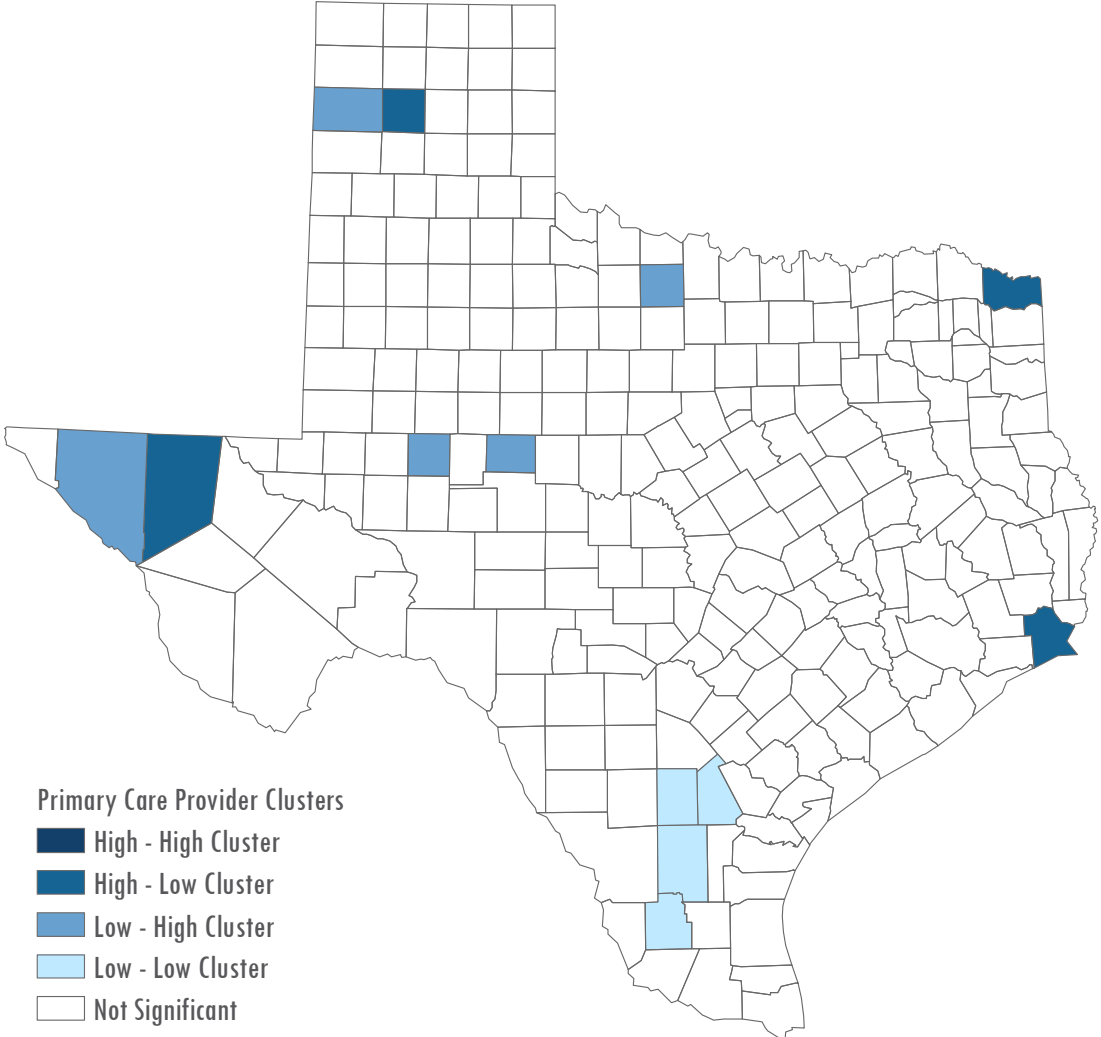 Primary Care Provider Clusters
High - High Cluster
High - Low Cluster
Low - High Cluster
Low - Low Cluster
Not Significant